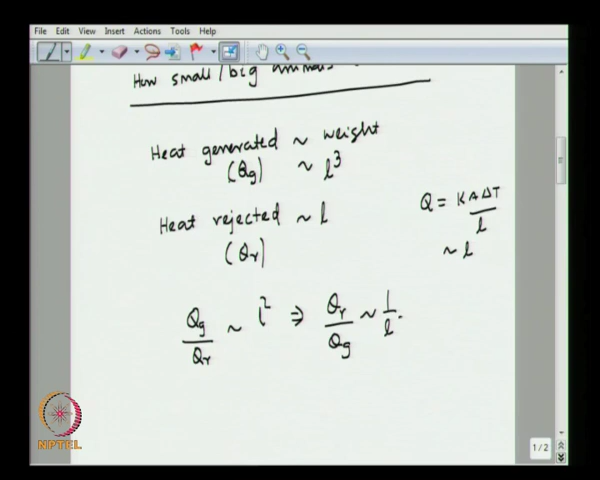 File Edit View Insert Actions Tools Help
How small/big animals
Heat generated ~ weight
(Qg) ~ l³
Heat rejected ~ l
(Qr)
Q = KAΔT/l
~ l
Qg/Qr ~ l² ⇒ Qr/Qg ~ 1/l.
NPTEL
1/2